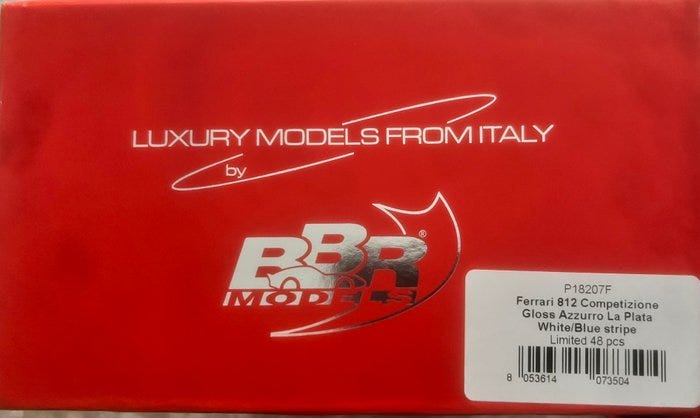 LUXURY MODELS FROM ITALY
by
BBR®
MODELS
P18207F
Ferrari 812 Competizione
Gloss Azzurro La Plata
White/Blue stripe
Limited 48 pcs
8 053614 073504